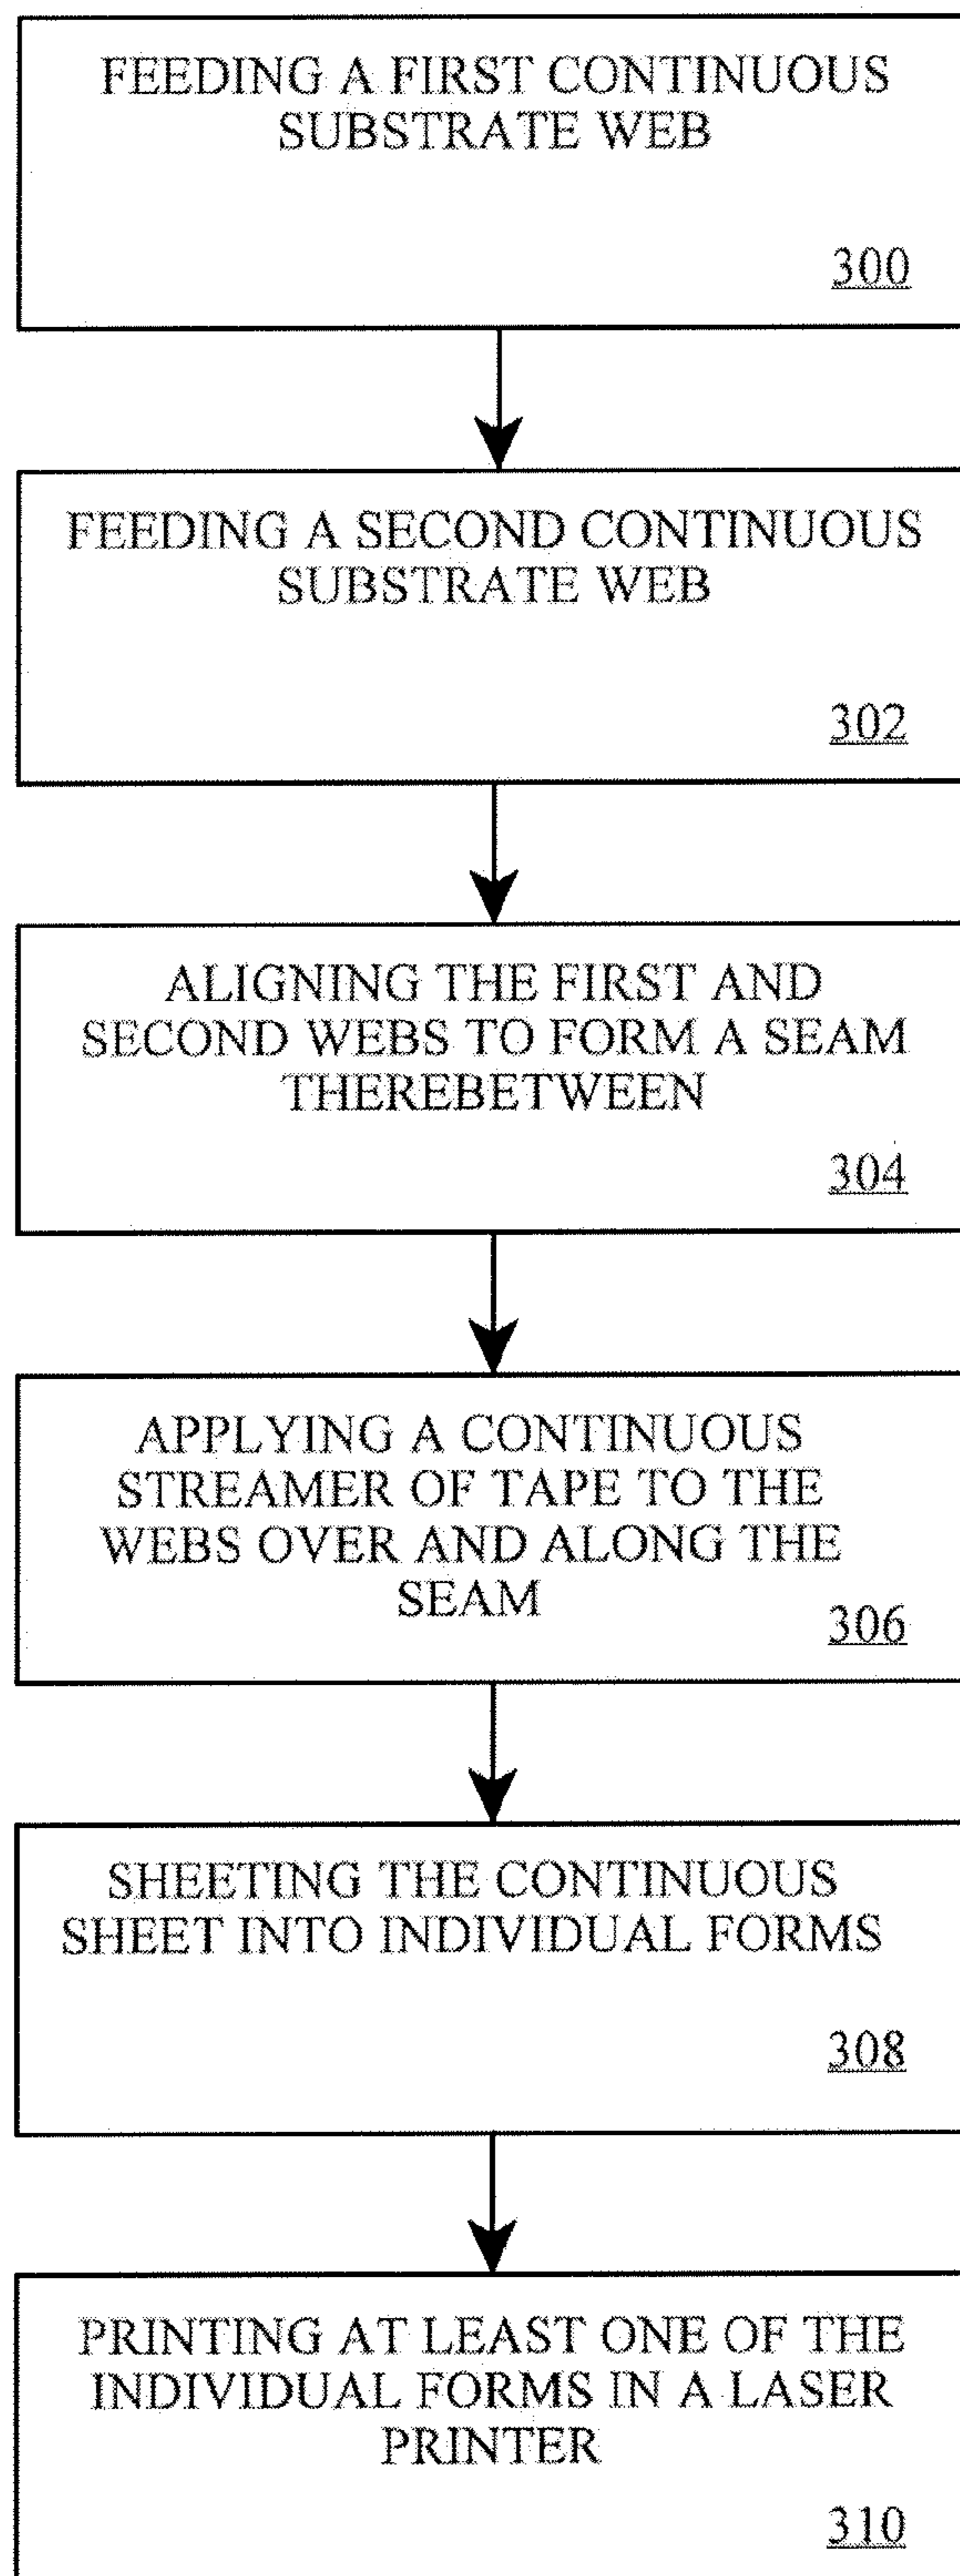 FEEDING A FIRST CONTINUOUS
SUBSTRATE WEB
300
FEEDING A SECOND CONTINUOUS
SUBSTRATE WEB
302
ALIGNING THE FIRST AND
SECOND WEBS TO FORM A SEAM
THEREBETWEEN
304
APPLYING A CONTINUOUS
STREAMER OF TAPE TO THE
WEBS OVER AND ALONG THE
SEAM
306
SHEETING THE CONTINUOUS
SHEET INTO INDIVIDUAL FORMS
308
PRINTING AT LEAST ONE OF THE
INDIVIDUAL FORMS IN A LASER
PRINTER
310